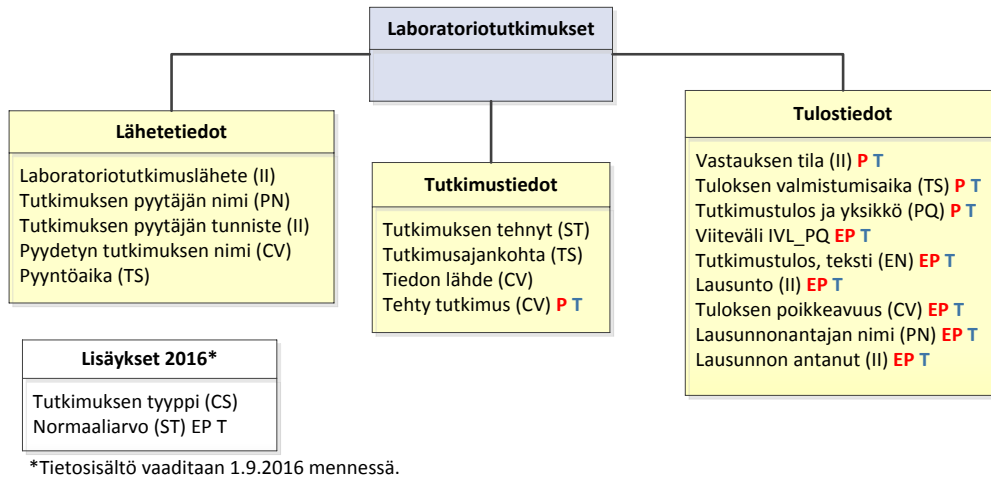 Laboratoriotutkimukset
Lähetetiedot
Laboratoriotutkimuslähete (II)
Tutkimuksen pyytäjän nimi (PN)
Tutkimuksen pyytäjän tunniste (II)
Pyydetyn tutkimuksen nimi (CV)
Pyyntöaika (TS)
Tutkimustiedot
Tutkimuksen tehnyt (ST)
Tutkimusajankohta (TS)
Tiedon lähde (CV)
Tehty tutkimus (CV) P T
Tulostiedot
Vastauksen tila (II) P T
Tuloksen valmistumisaika (TS) P T
Tutkimustulos ja yksikkö (PQ) P T
Viiteväli IVL_PQ EP T
Tutkimustulos, teksti (EN) EP T
Lausunto (II) EP T
Tuloksen poikkeavuus (CV) EP T
Lausunnonantajan nimi (PN) EP T
Lausunnon antanut (II) EP T
Lisäykset 2016*
Tutkimuksen tyyppi (CS)
Normaaliarvo (ST) EP T
*Tietosisältö vaaditaan 1.9.2016 mennessä.